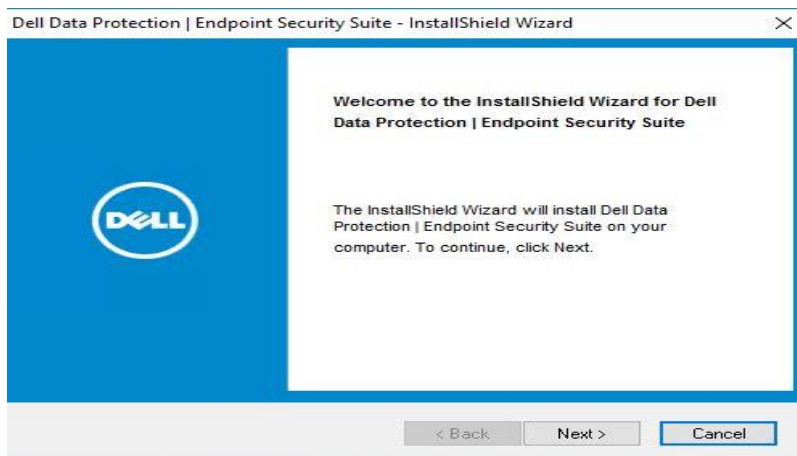 Dell Data Protection | Endpoint Security Suite - InstallShield Wizard
Welcome to the InstallShield Wizard for Dell
Data Protection | Endpoint Security Suite
DELL
The InstallShield Wizard will install Dell Data
Protection | Endpoint Security Suite on your
computer. To continue, click Next.
< Back
Next >
Cancel